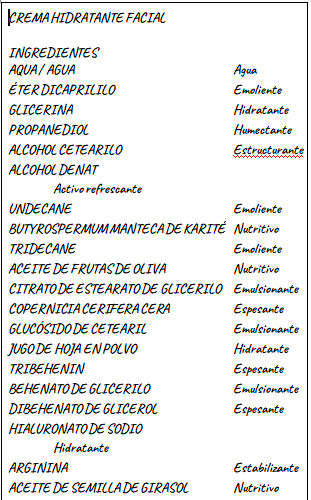 CREMA HIDRATANTE FACIAL
INGREDIENTES
AQUA / AGUA Agua
ÉTER DICAPRILILO Emoliente
GLICERINA Hidratante
PROPANEDIOL Humectante
ALCOHOL CETEARILO Estructurante
ALCOHOL DENAT
Activo refrescante
UNDECANE Emoliente
BUTYROSPERMUM MANTECA DE KARITÉ Nutritivo
TRIDECANE Emoliente
ACEITE DE FRUTAS DE OLIVA Nutritivo
CITRATO DE ESTEARATO DE GLICERILO Emulsionante
COPERNICIA CERIFERA CERA Espesante
GLUCÓSIDO DE CETEARIL Emulsionante
JUGO DE HOJA EN POLVO Hidratante
TRIBEHENIN Espesante
BEHENATO DE GLICERILO Emulsionante
DIBEHENATO DE GLICEROL Espesante
HIALURONATO DE SODIO
Hidratante
ARGININA Estabilizante
ACEITE DE SEMILLA DE GIRASOL Nutritivo